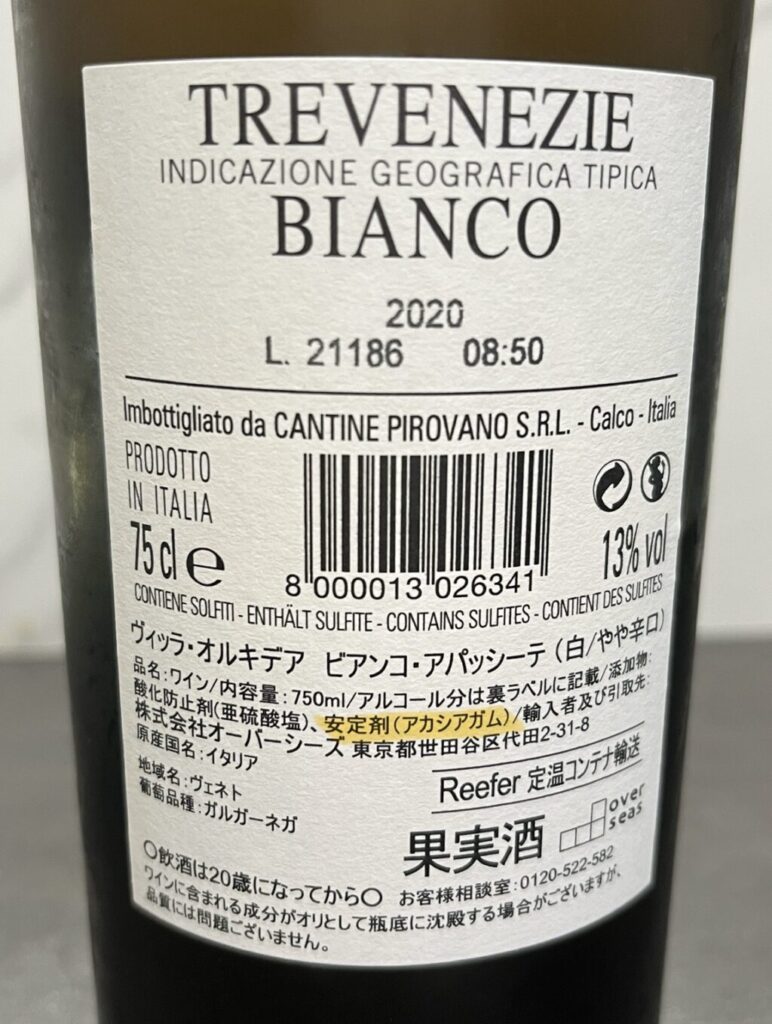 TREVENEZIE
INDICAZIONE GEOGRAFICA TIPICA
BIANCO
2020
L. 21186 08:50
Imbottigliato da CANTINE PIROVANO S.R.L. - Calco - Italia
PRODOTTO
IN ITALIA
75 cl e
13% vol
8 000013 026341
CONTIENE SOLFITI - ENTHÄLT SULFITE - CONTAINS SULFITES - CONTIENT DES SULFITES
ヴィッラ・オルキデア ビアンコ・アパッシーテ (白/やや辛口)
品名:ワイン/内容量:750ml/アルコール分は裏ラベルに記載/添加物:
酸化防止剤(亜硫酸塩)、安定剤(アカシアガム)/輸入者及び引取先:
株式会社オーバーシーズ 東京都世田谷区代田2-31-8
原産国名:イタリア
地域名:ヴェネト
葡萄品種:ガルガーネガ
Reefer 定温コンテナ輸送
果実酒
over
seas
〇飲酒は20歳になってから〇
お客様相談室:0120-522-582
ワインに含まれる成分がオリとして瓶底に沈殿する場合がございますが、
品質には問題ございません。